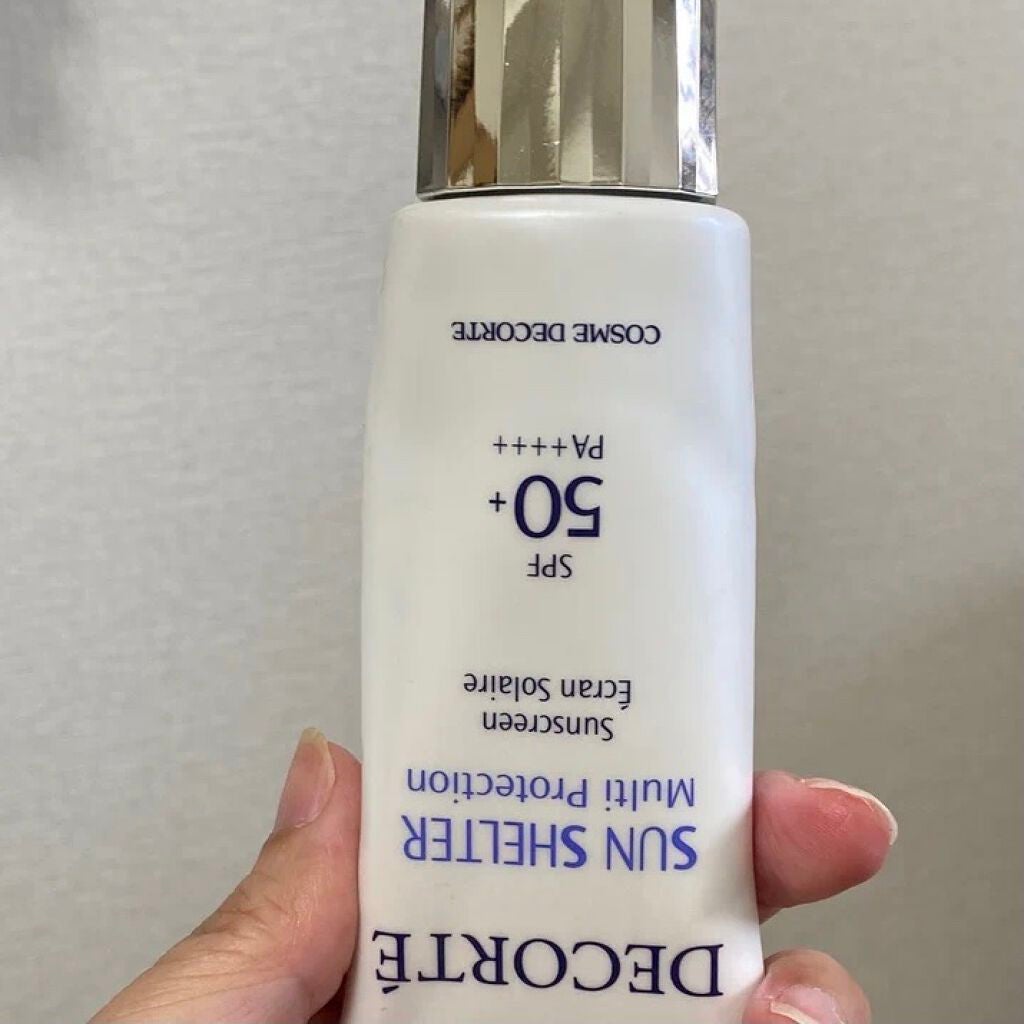 DECORTÉ
SUN SHELTER
Multi Protection
Sunscreen
Écran Solaire
SPF
50+
PA++++
COSME DECORTE